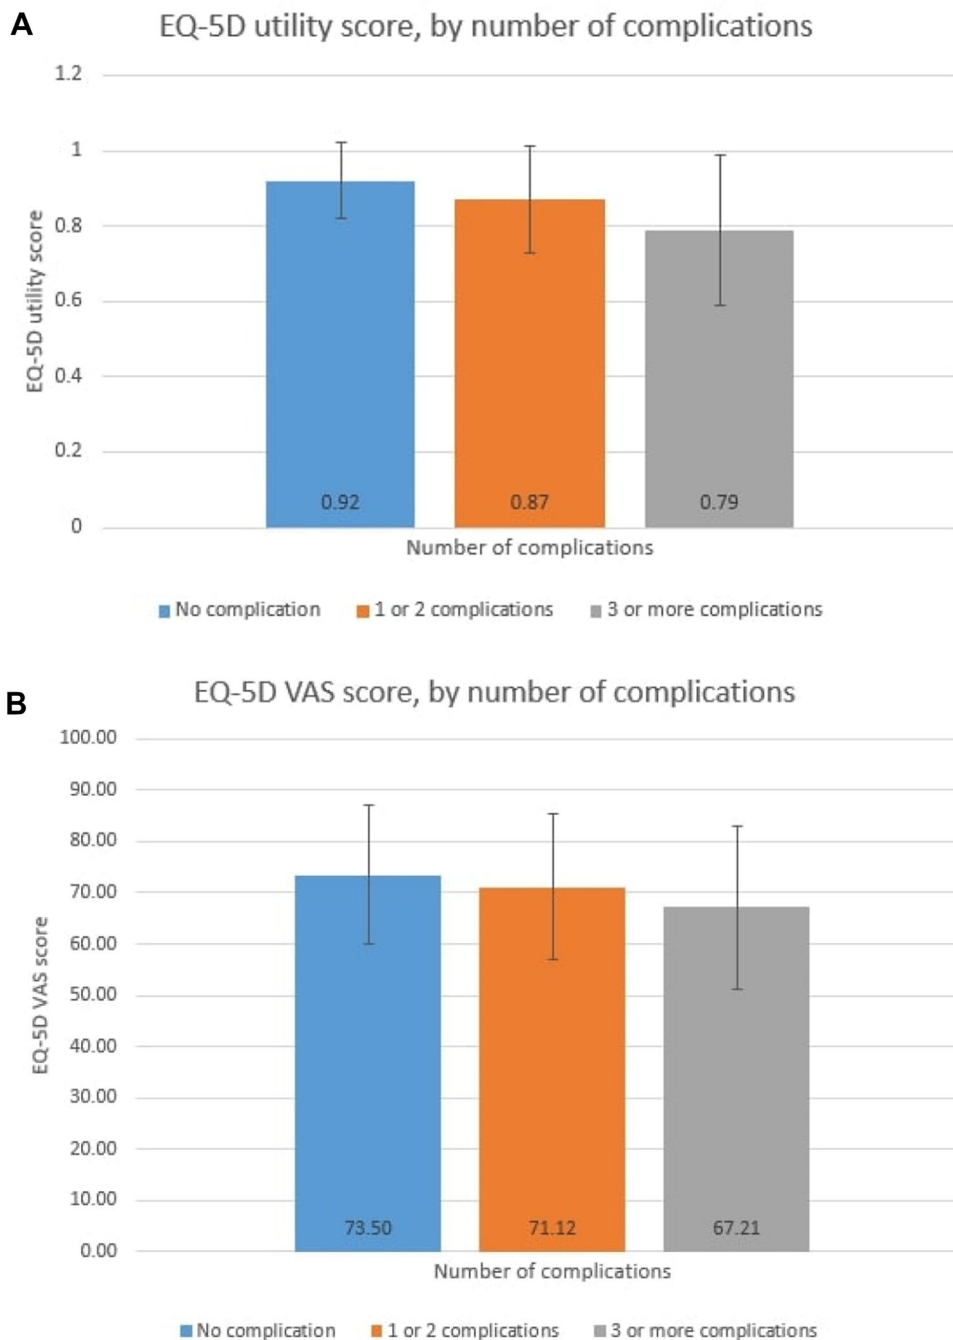 A
EQ-5D utility score, by number of complications
1.2
1
0.8
0.6
0.4
0.2
0
EQ-5D utility score
0.92 0.87 0.79
Number of complications
No complication 1 or 2 complications 3 or more complications
B
EQ-5D VAS score, by number of complications
100.00
90.00
80.00
70.00
60.00
50.00
40.00
30.00
20.00
10.00
0.00
EQ-5D VAS score
73.50 71.12 67.21
Number of complications
No complication 1 or 2 complications 3 or more complications